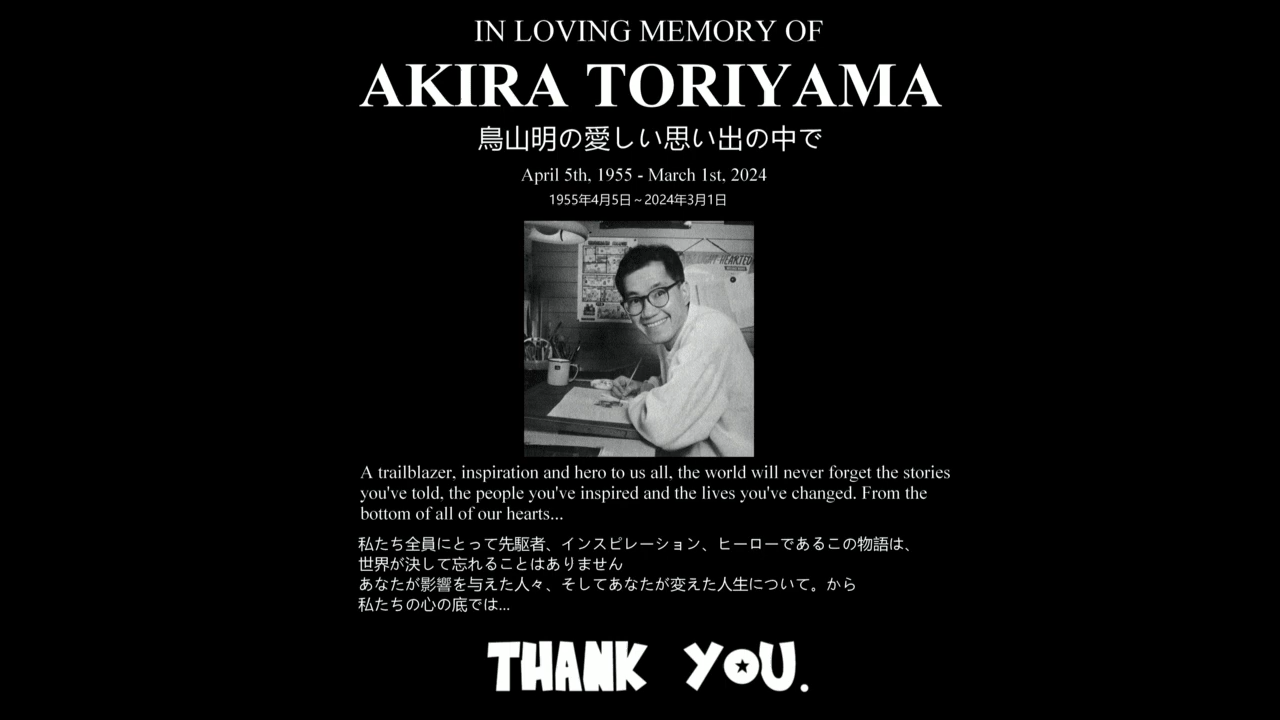 IN LOVING MEMORY OF
AKIRA TORIYAMA
鳥山明の愛しい思い出の中で
April 5th, 1955 - March 1st, 2024
1955年4月5日~2024年3月1日
A trailblazer, inspiration and hero to us all, the world will never forget the stories
you've told, the people you've inspired and the lives you've changed. From the
bottom of all of our hearts...
私たち全員にとって先駆者、インスピレーション、ヒーローであるこの物語は、
世界が決して忘れることはありません
あなたが影響を与えた人々、そしてあなたが変えた人生について。から
私たちの心の底では...
THANK YOU.